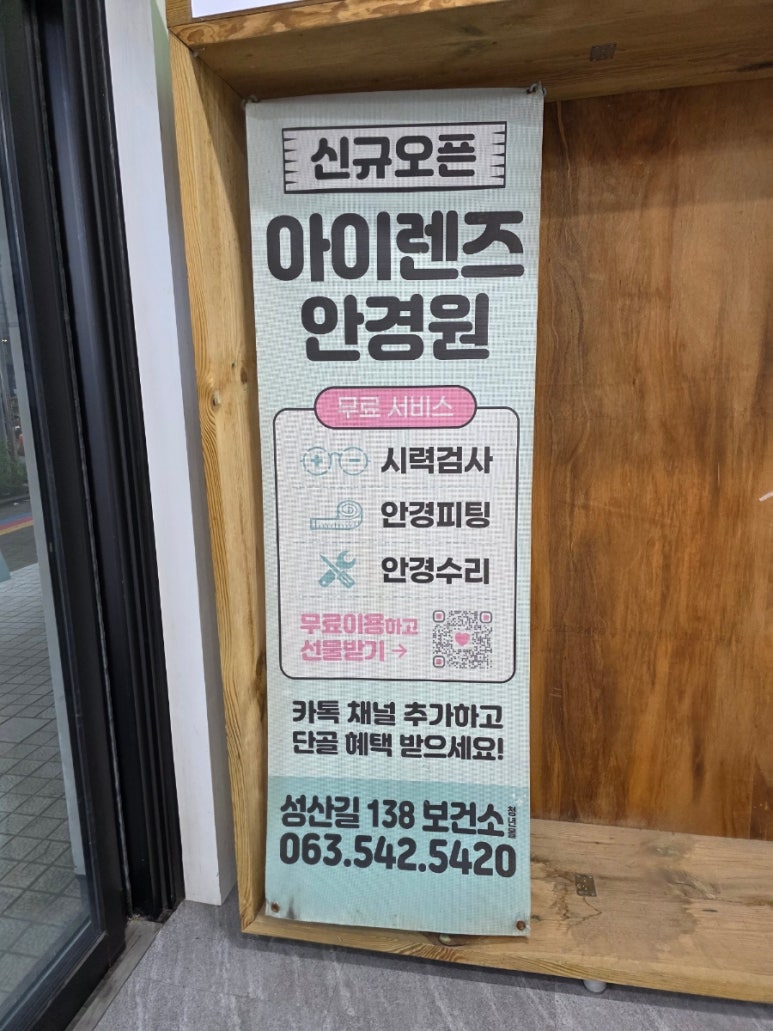 신규오픈
아이렌즈
안경원
무료 서비스
시력검사
안경피팅
안경수리
무료이용하고
선물받기 →
카톡 채널 추가하고
단골 혜택 받으세요!
성산길 138 보건소
063.542.5420